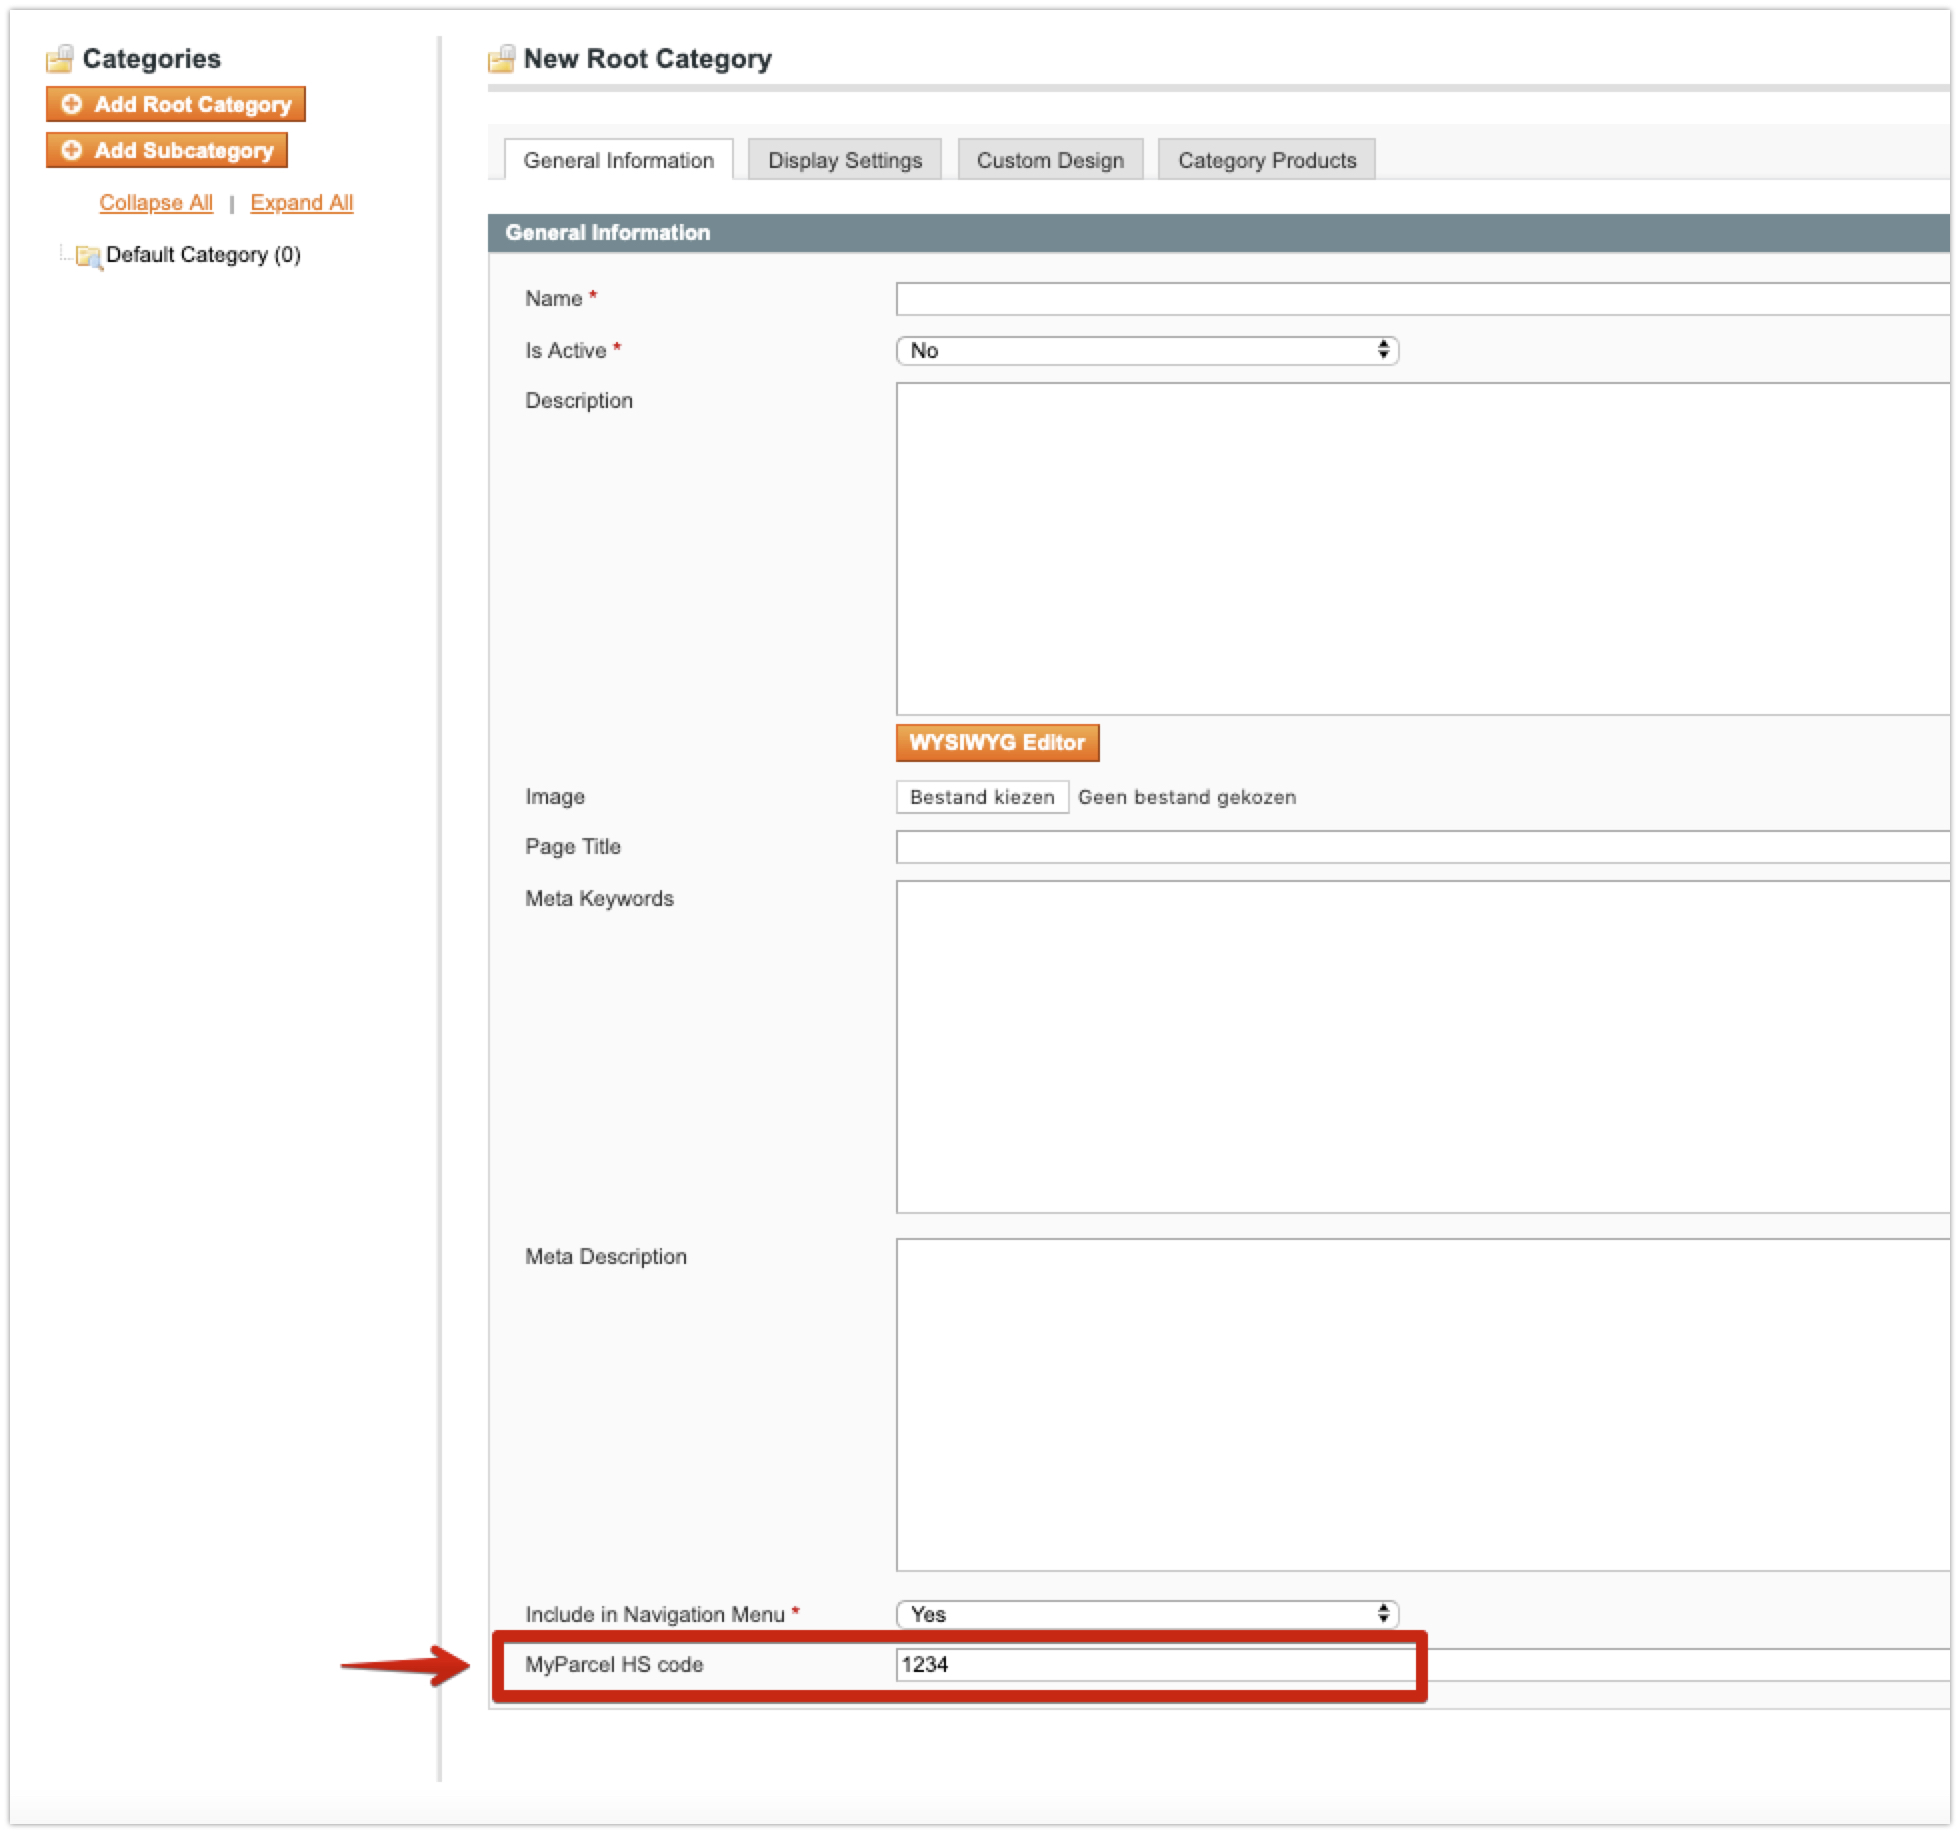 Categories
Add Root Category
Add Subcategory
Collapse All | Expand All
Default Category (0)
New Root Category
General Information
Display Settings
Custom Design
Category Products
General Information
Name *
Is Active * No
Description
WYSIWYG Editor
Image Bestand kiezen Geen bestand gekozen
Page Title
Meta Keywords
Meta Description
Include in Navigation Menu * Yes
MyParcel HS code 1234